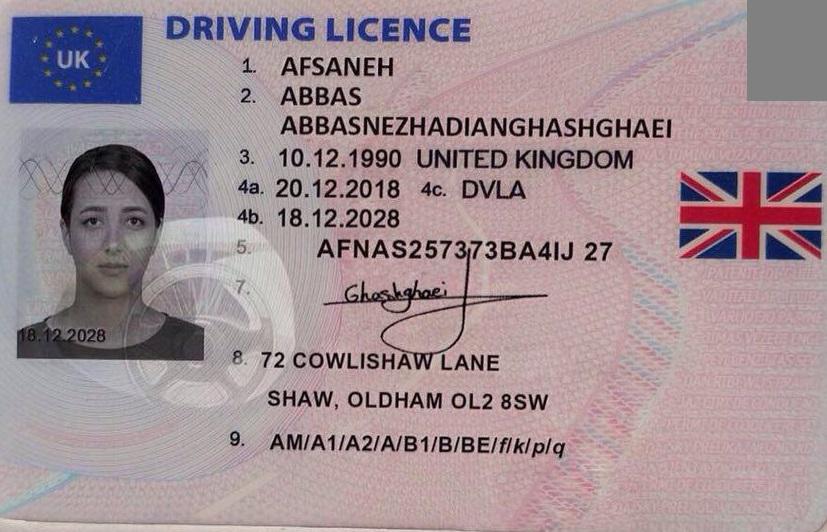 UK
DRIVING LICENCE
1. AFSANEH
2. ABBAS
ABBASNEZHADIANGHASHGHAEI
3. 10.12.1990 UNITED KINGDOM
4a. 20.12.2018 4c. DVLA
4b. 18.12.2028
5. AFNAS257373BA4IJ 27
7. Ghashghaei
18.12.2028
8. 72 COWLISHAW LANE
SHAW, OLDHAM OL2 8SW
9. AM/A1/A2/A/B1/B/BE/f/k/p/q